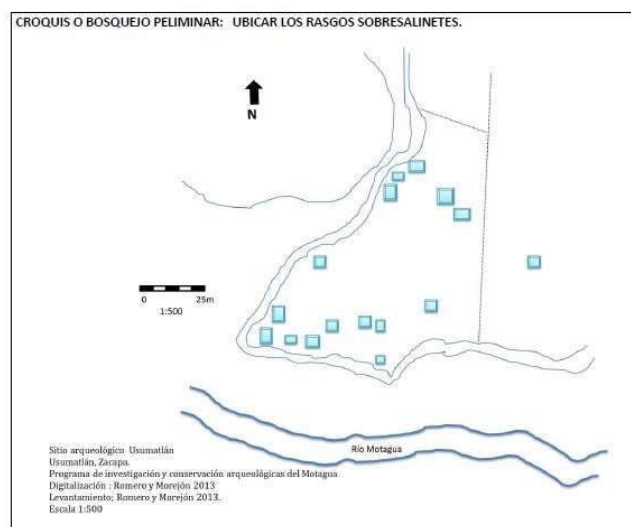 CROQUIS O BOSQUEJO PELIMINAR: UBICAR LOS RASGOS SOBRESALINETES.
N
0 25m
1:500
Río Motagua
Sitio arqueológico Usumatlán
Usumatlán, Zacapa.
Programa de investigación y conservación arqueológicas del Motagua
Digitalización : Romero y Morejón 2013
Levantamiento; Romero y Morejón 2013.
Escala 1:500